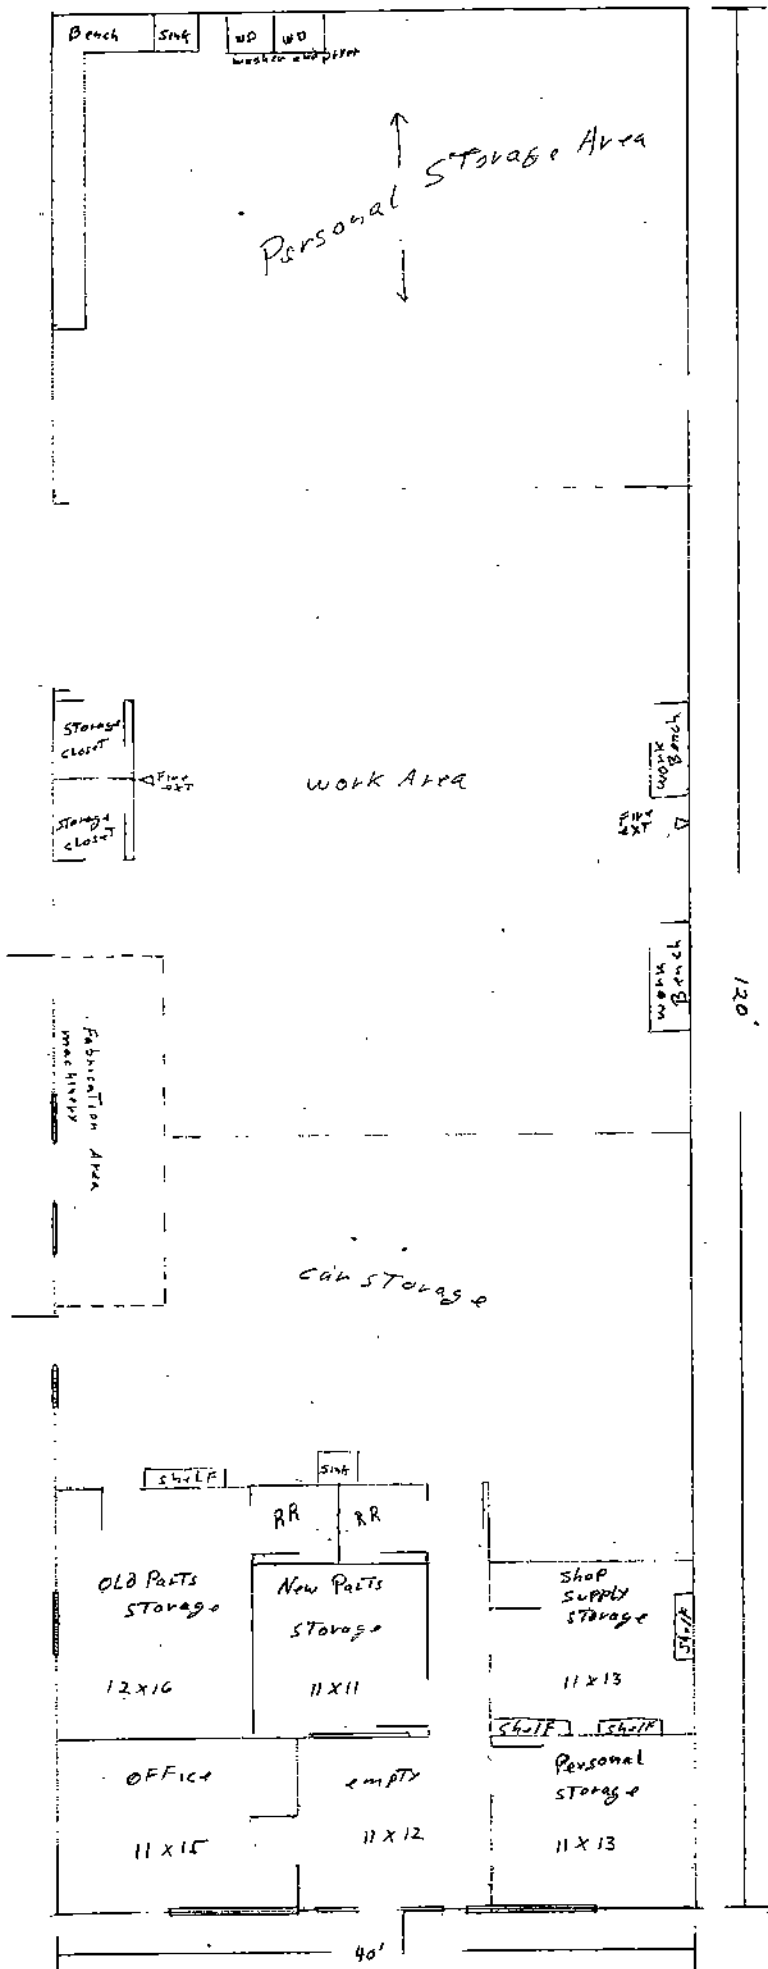 Bench
Sink
WD
WD
washer and dryer
Personal Storage Area
Storage
closet
Fire
ext
Storage
closet
work Area
work
Bench
Fire
ext
work
Bench
120'
Fabrication Area
machinery
car storage
shelf
Sink
RR
RR
OLD Parts
storage
12 x 16
New Parts
storage
11 x 11
shop
supply
storage
shelf
11 x 13
shelf
shelf
OFFice
11 x 15
empty
11 x 12
Personal
storage
11 x 13
40'